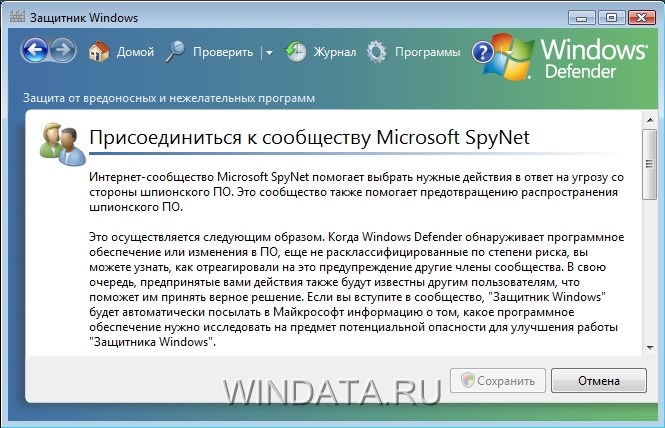 Защитник Windows
Домой Проверить Журнал Программы ? Windows Defender
Защита от вредоносных и нежелательных программ
Присоединиться к сообществу Microsoft SpyNet
Интернет-сообщество Microsoft SpyNet помогает выбрать нужные действия в ответ на угрозу со
стороны шпионского ПО. Это сообщество также помогает предотвращению распространения
шпионского ПО.
Это осуществляется следующим образом. Когда Windows Defender обнаруживает программное
обеспечение или изменения в ПО, еще не расклассифицированные по степени риска, вы
можете узнать, как отреагировали на это предупреждение другие члены сообщества. В свою
очередь, предпринятые вами действия также будут известны другим пользователям, что
поможет им принять верное решение. Если вы вступите в сообщество, "Защитник Windows"
будет автоматически посылать в Майкрософт информацию о том, какое программное
обеспечение нужно исследовать на предмет потенциальной опасности для улучшения работы
"Защитника Windows".
Сохранить Отмена
WINDATA.RU